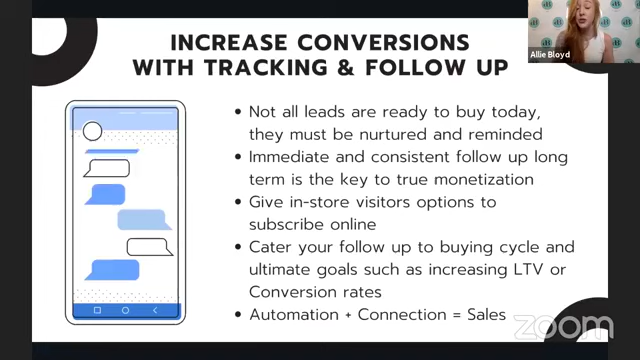 INCREASE CONVERSIONS
WITH TRACKING & FOLLOW UP
Allie Bloyd
• Not all leads are ready to buy today,
they must be nurtured and reminded
• Immediate and consistent follow up long
term is the key to true monetization
• Give in-store visitors options to
subscribe online
• Cater your follow up to buying cycle and
ultimate goals such as increasing LTV or
Conversion rates
• Automation + Connection = Sales
zoom